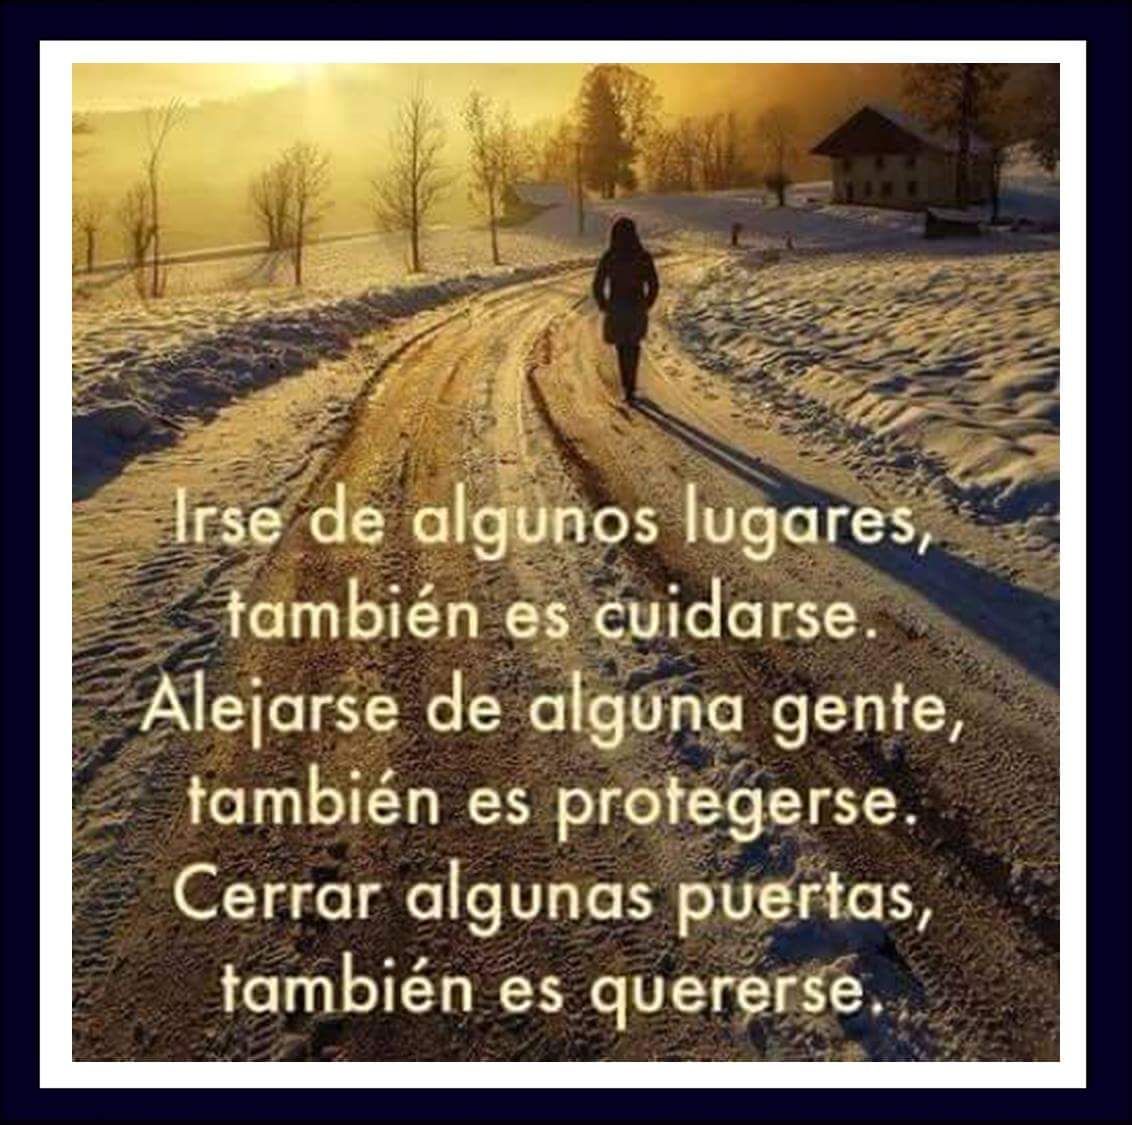 Irse de algunos lugares,
también es cuidarse.
Alejarse de alguna gente,
también es protegerse.
Cerrar algunas puertas,
también es quererse.